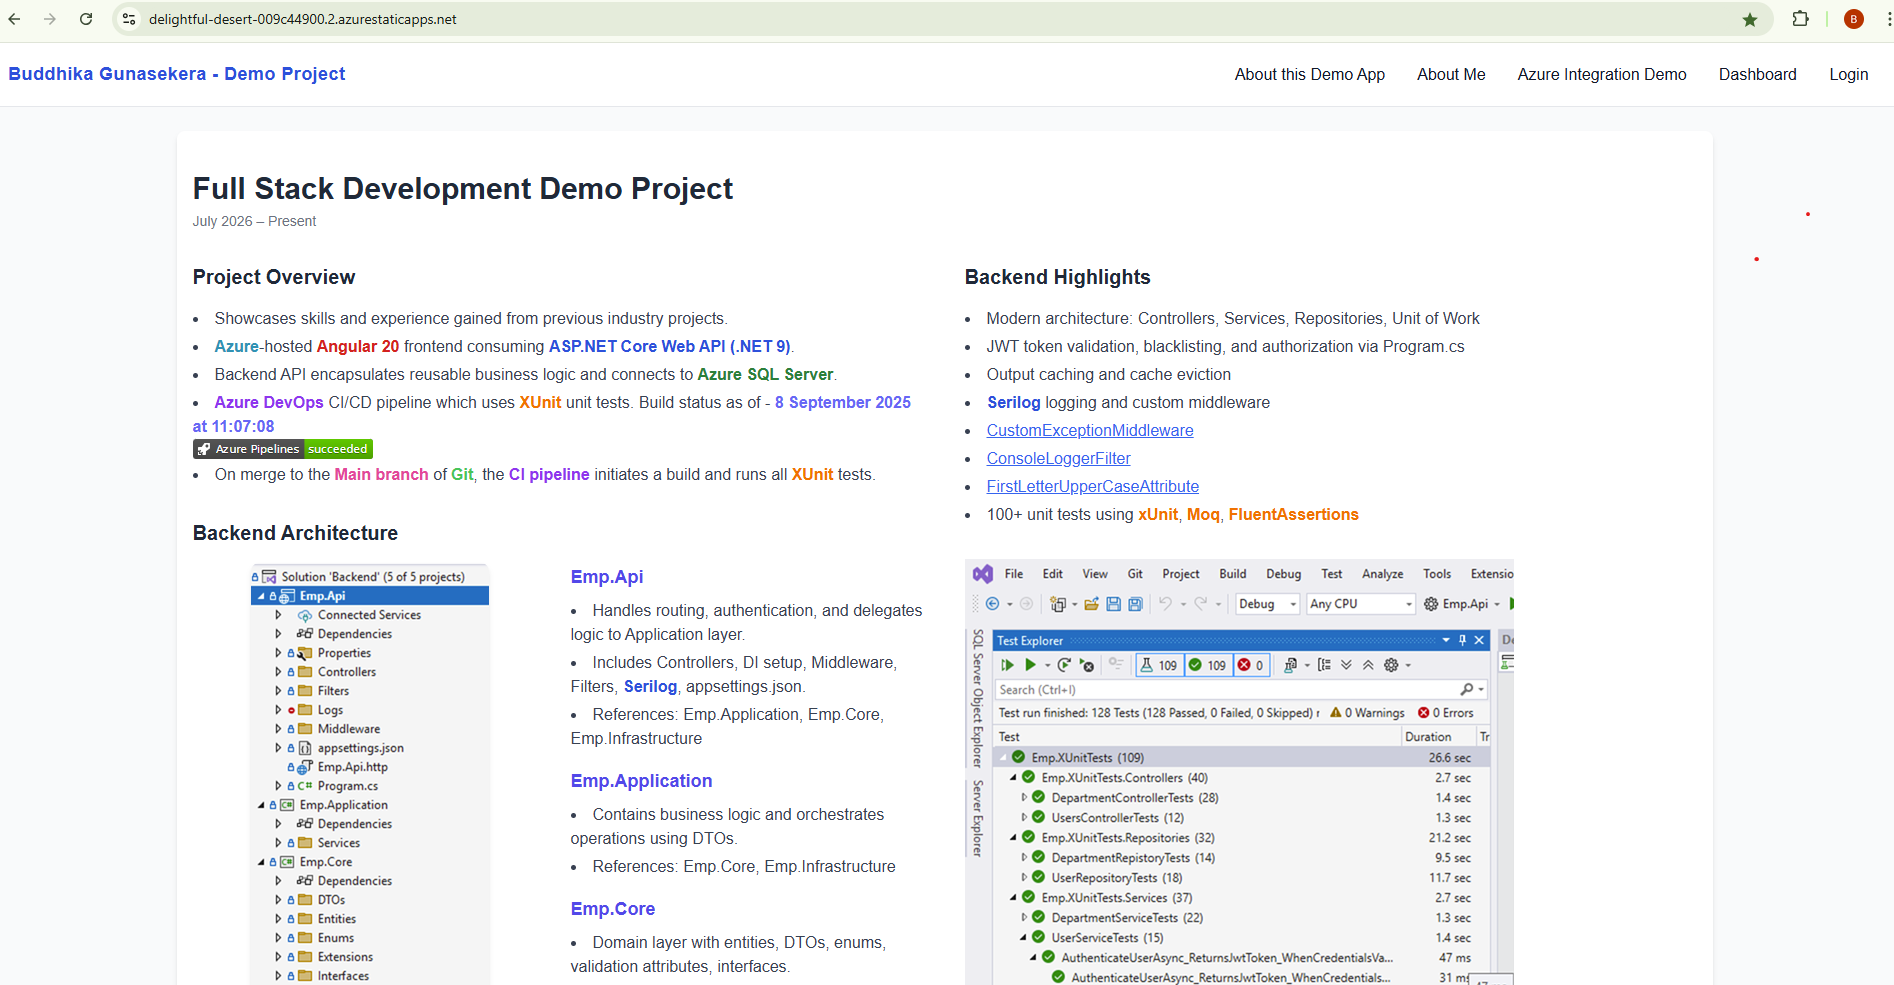 delightful-desert-009c44900.2.azurestaticapps.net
B
Buddhika Gunasekera - Demo Project
About this Demo App
About Me
Azure Integration Demo
Dashboard
Login
Full Stack Development Demo Project
July 2026 – Present
Project Overview
• Showcases skills and experience gained from previous industry projects.
• Azure-hosted Angular 20 frontend consuming ASP.NET Core Web API (.NET 9).
• Backend API encapsulates reusable business logic and connects to Azure SQL Server.
• Azure DevOps CI/CD pipeline which uses XUnit unit tests. Build status as of - 8 September 2025
at 11:07:08
Azure Pipelines succeeded
• On merge to the Main branch of Git, the CI pipeline initiates a build and runs all XUnit tests.
Backend Architecture
Solution 'Backend' (5 of 5 projects)
Emp.Api
Connected Services
Dependencies
Properties
Controllers
Filters
Logs
Middleware
appsettings.json
Emp.Api.http
C# Program.cs
C# Emp.Application
Dependencies
Services
C# Emp.Core
Dependencies
DTOs
Entities
Enums
Extensions
Interfaces
Emp.Api
• Handles routing, authentication, and delegates
logic to Application layer.
• Includes Controllers, DI setup, Middleware,
Filters, Serilog, appsettings.json.
• References: Emp.Application, Emp.Core,
Emp.Infrastructure
Emp.Application
• Contains business logic and orchestrates
operations using DTOs.
• References: Emp.Core, Emp.Infrastructure
Emp.Core
• Domain layer with entities, DTOs, enums,
validation attributes, interfaces.
Backend Highlights
• Modern architecture: Controllers, Services, Repositories, Unit of Work
• JWT token validation, blacklisting, and authorization via Program.cs
• Output caching and cache eviction
• Serilog logging and custom middleware
• CustomExceptionMiddleware
• ConsoleLoggerFilter
• FirstLetterUpperCaseAttribute
• 100+ unit tests using xUnit, Moq, FluentAssertions
File Edit View Git Project Build Debug Test Analyze Tools Extensio
Debug Any CPU Emp.Api
SQL Server Object Explorer
Server Explorer
Test Explorer
109 109 0
Search (Ctrl+I)
Test run finished: 128 Tests (128 Passed, 0 Failed, 0 Skipped) 0 Warnings 0 Errors
Test Duration Tr
Emp.XUnitTests (109) 26.6 sec
Emp.XUnitTests.Controllers (40) 2.7 sec
DepartmentControllerTests (28) 1.4 sec
UsersControllerTests (12) 1.3 sec
Emp.XUnitTests.Repositories (32) 21.2 sec
DepartmentRepistoryTests (14) 9.5 sec
UserRepositoryTests (18) 11.7 sec
Emp.XUnitTests.Services (37) 2.7 sec
DepartmentServiceTests (22) 1.3 sec
UserServiceTests (15) 1.4 sec
AuthenticateUserAsync_ReturnsJwtToken_WhenCredentialsVa... 47 ms
AuthenticateUserAsync_ReturnsJwtToken_WhenCredentials... 31 ms